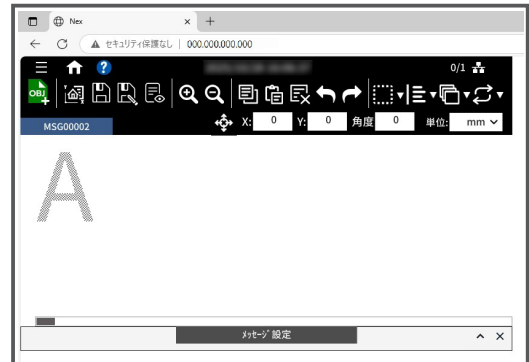 Nex
セキュリティ保護なし 000.000.000.000
0/1
OBJ
X: 0 Y: 0 角度 0 単位: mm
MSG00002
A
ﾒｯｾｰｼﾞ設定